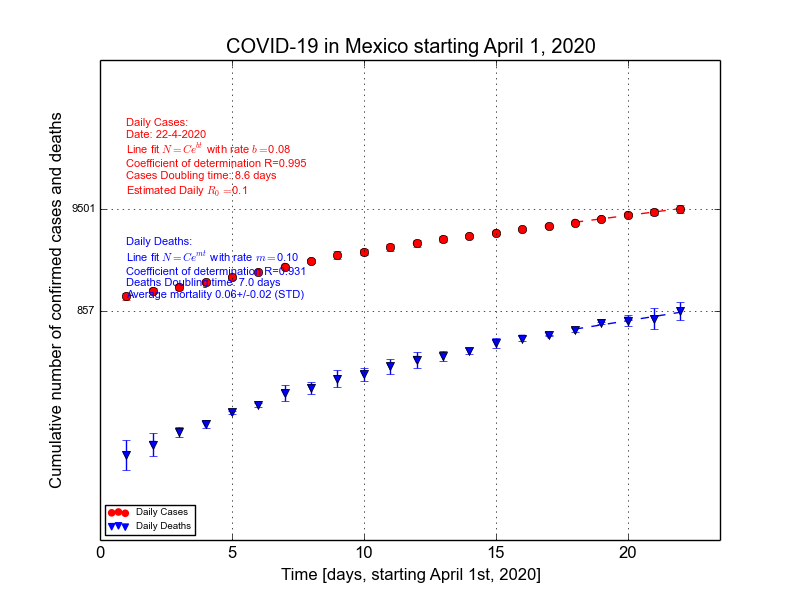 COVID-19 in Mexico starting April 1, 2020
Daily Cases:
Date: 22-4-2020
Line fit N=Ce^{bt} with rate b=0.08
Coefficient of determination R=0.995
Cases Doubling time: 8.6 days
Estimated Daily R_0=0.1
9501
Daily Deaths:
Line fit N=Ce^{mt} with rate m=0.10
Coefficient of determination R=0.931
Deaths Doubling time: 7.0 days
Average mortality 0.06+/-0.02 (STD)
857
Cumulative number of confirmed cases and deaths
Daily Cases
Daily Deaths
0 5 10 15 20
Time [days, starting April 1st, 2020]